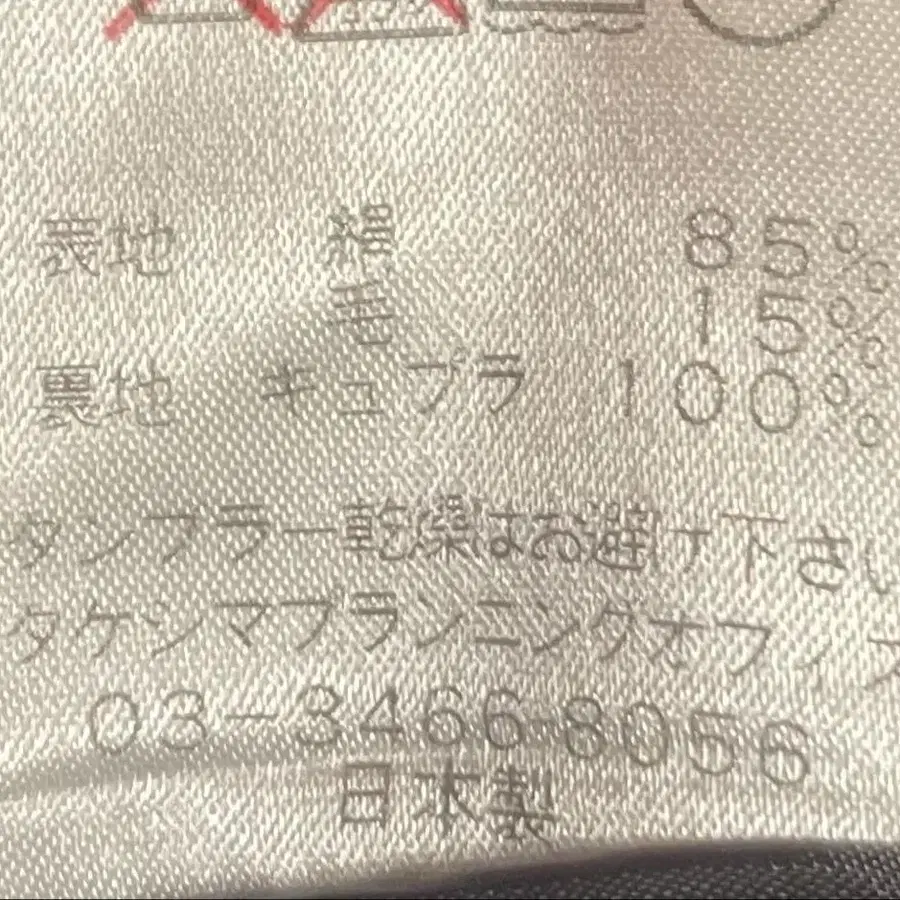 表地 綿 85%
毛 15%
裏地 キュプラ 100%
タンブラー乾燥はお避け下さい
タケシマプランニングオフィス
03-3466-8056
日本製